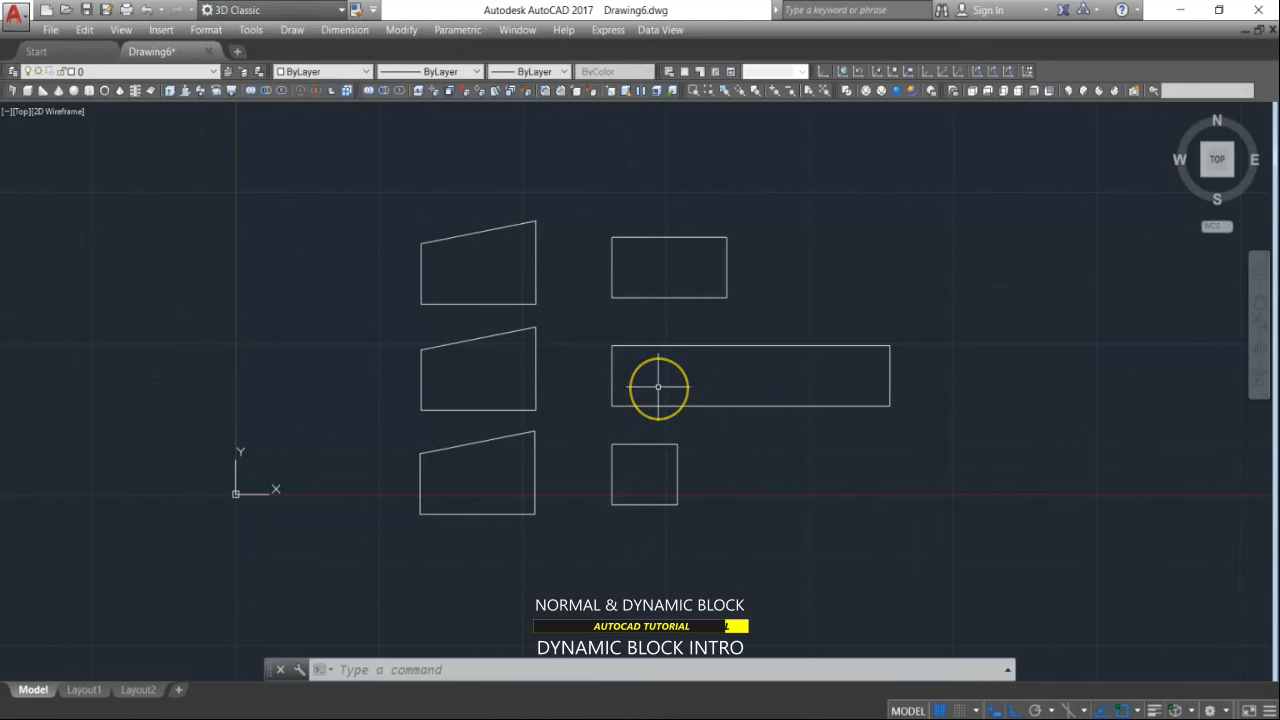 A
3D Classic
Autodesk AutoCAD 2017 Drawing6.dwg
Type a keyword or phrase
Sign In
File Edit View Insert Format Tools Draw Dimension Modify Parametric Window Help Express Data View
Start
Drawing6*
0
ByLayer
ByLayer
ByLayer
ByColor
[−][Top][2D Wireframe]
N
W
TOP
E
S
WCS
Y
X
NORMAL & DYNAMIC BLOCK
AUTOCAD TUTORIAL
DYNAMIC BLOCK INTRO
Type a command
Model
Layout1
Layout2
MODEL